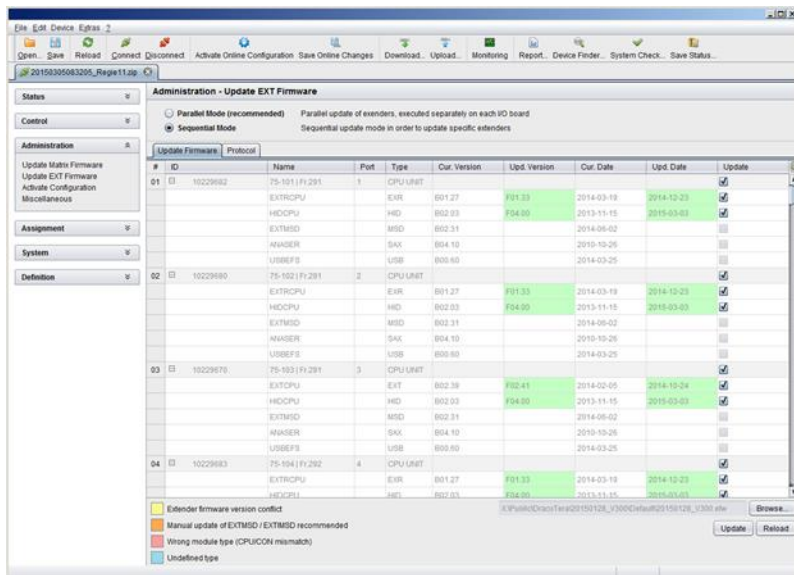 File Edit Device Extras ?
Open... Save Reload Connect Disconnect Activate Online Configuration Save Online Changes Download... Upload... Monitoring Report... Device Finder... System Check... Save Status...
20150305083205_Regie11.zip
Status
Control
Administration
Update Matrix Firmware
Update EXT Firmware
Activate Configuration
Miscellaneous
Assignment
System
Definition
Administration - Update EXT Firmware
Parallel Mode (recommended) Parallel update of exenders, executed separately on each I/O board
Sequential Mode Sequential update mode in order to update specific extenders
Update Firmware Protocol
# ID Name Port Type Cur. Version Upd. Version Cur. Date Upd. Date Update
01 10229682 75-101 | Fr.291 1 CPU UNIT
EXTRCPU EXR B01.27 F01.33 2014-03-19 2014-12-23
HIDCPU HID B02.03 F04.00 2013-11-15 2015-03-03
EXTMSD MSD B02.31 2014-06-02
ANASER SAX B04.10 2010-10-26
USBEFS USB B00.60 2014-03-25
02 10229680 75-102 | Fr.291 2 CPU UNIT
EXTRCPU EXR B01.27 F01.33 2014-03-19 2014-12-23
HIDCPU HID B02.03 F04.00 2013-11-15 2015-03-03
EXTMSD MSD B02.31 2014-06-02
ANASER SAX B04.10 2010-10-26
USBEFS USB B00.60 2014-03-25
03 10229670 75-103 | Fr.291 3 CPU UNIT
EXTCPU EXT B02.39 F02.41 2014-02-05 2014-10-24
HIDCPU HID B02.03 F04.00 2013-11-15 2015-03-03
EXTMSD MSD B02.31 2014-06-02
ANASER SAX B04.10 2010-10-26
USBEFS USB B00.60 2014-03-25
04 10229683 75-104 | Fr.292 4 CPU UNIT
EXTRCPU EXR B01.27 F01.33 2014-03-19 2014-12-23
HIDCPU HID B02.03 F04.00 2013-11-15 2015-03-03
Extender firmware version conflict
Browse...
Manual update of EXTMSD / EXTIMSD recommended
Update Reload
Wrong module type (CPU/CON mismatch)
Undefined type